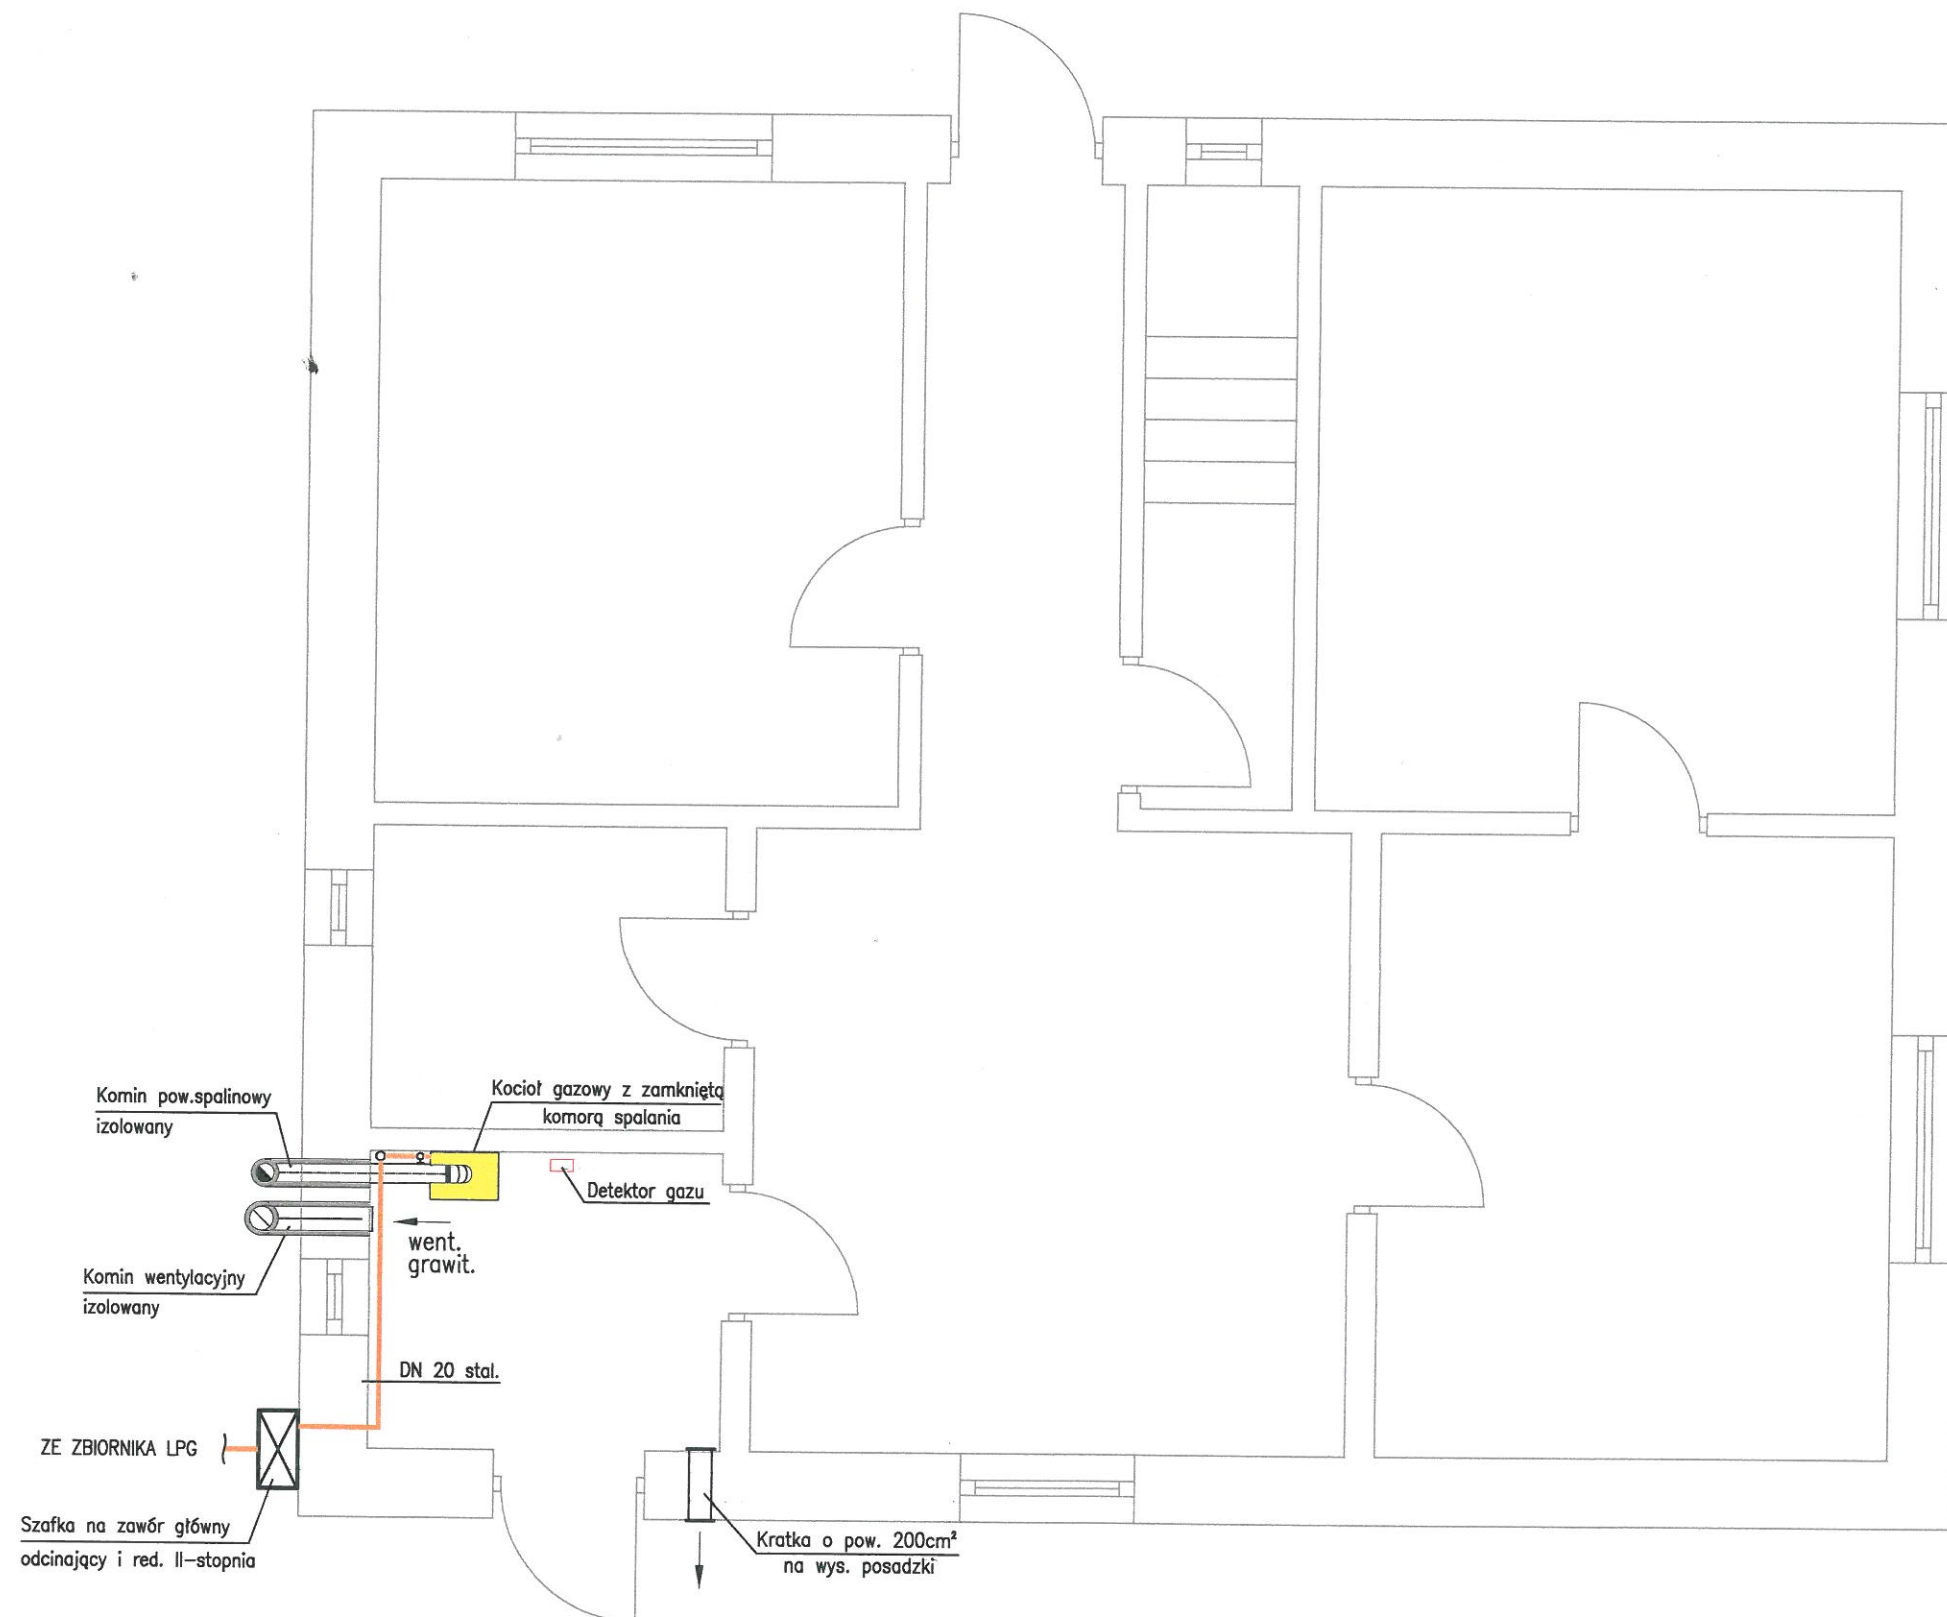 Komin pow.spalinowy
izolowany
Kocioł gazowy z zamkniętą
komorą spalania
Detektor gazu
went.
grawit.
Komin wentylacyjny
izolowany
DN 20 stal.
ZE ZBIORNIKA LPG
Szafka na zawór główny
odcinający i red. II-stopnia
Kratka o pow. 200cm²
na wys. posadzki